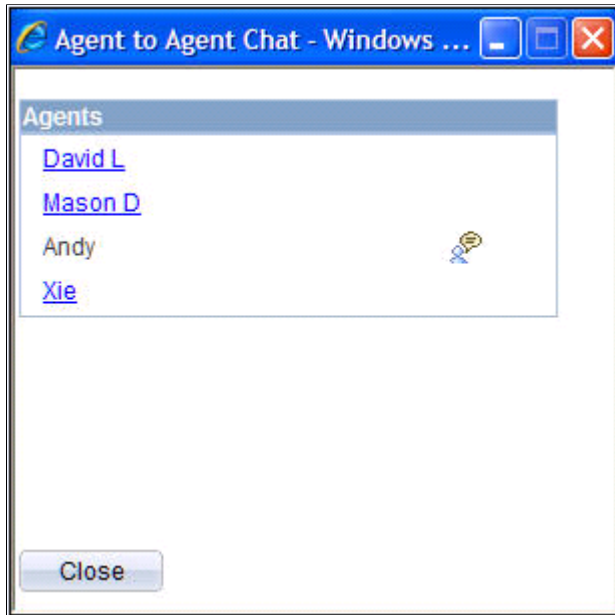 Agent to Agent Chat - Windows ...
Agents
David L
Mason D
Andy
Xie
Close